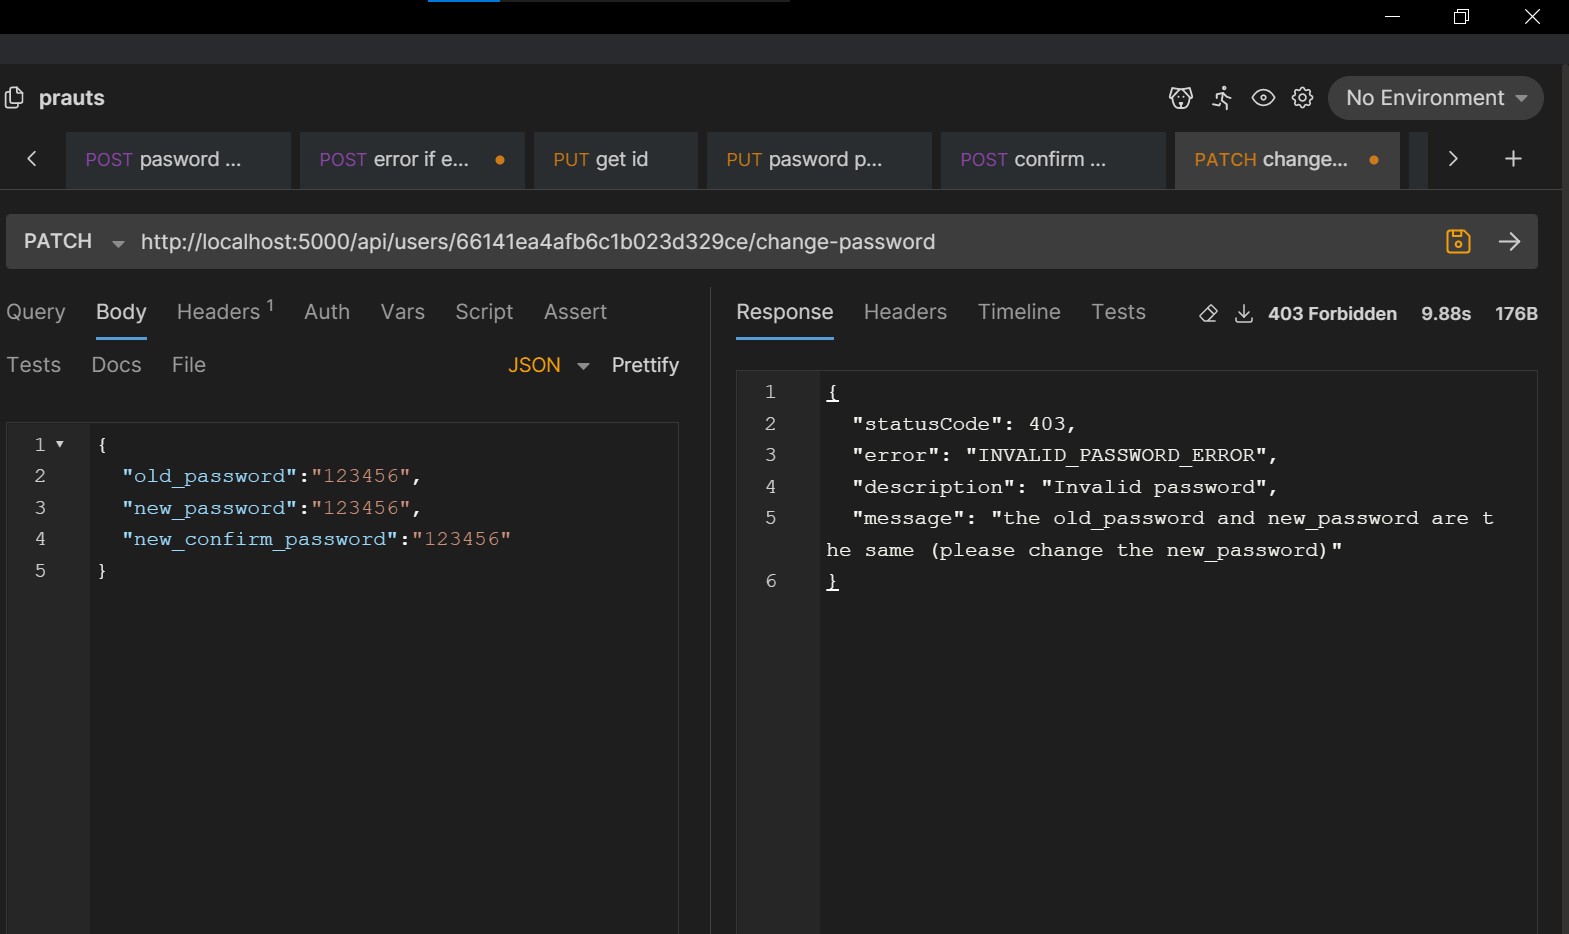 prauts
No Environment
POST pasword ...
POST error if e...
PUT get id
PUT pasword p...
POST confirm ...
PATCH change...
PATCH http://localhost:5000/api/users/66141ea4afb6c1b023d329ce/change-password
Query Body Headers 1 Auth Vars Script Assert
Tests Docs File JSON Prettify
1 {
2 "old_password":"123456",
3 "new_password":"123456",
4 "new_confirm_password":"123456"
5 }
Response Headers Timeline Tests 403 Forbidden 9.88s 176B
1 {
2 "statusCode": 403,
3 "error": "INVALID_PASSWORD_ERROR",
4 "description": "Invalid password",
5 "message": "the old_password and new_password are t
he same (please change the new_password)"
6 }